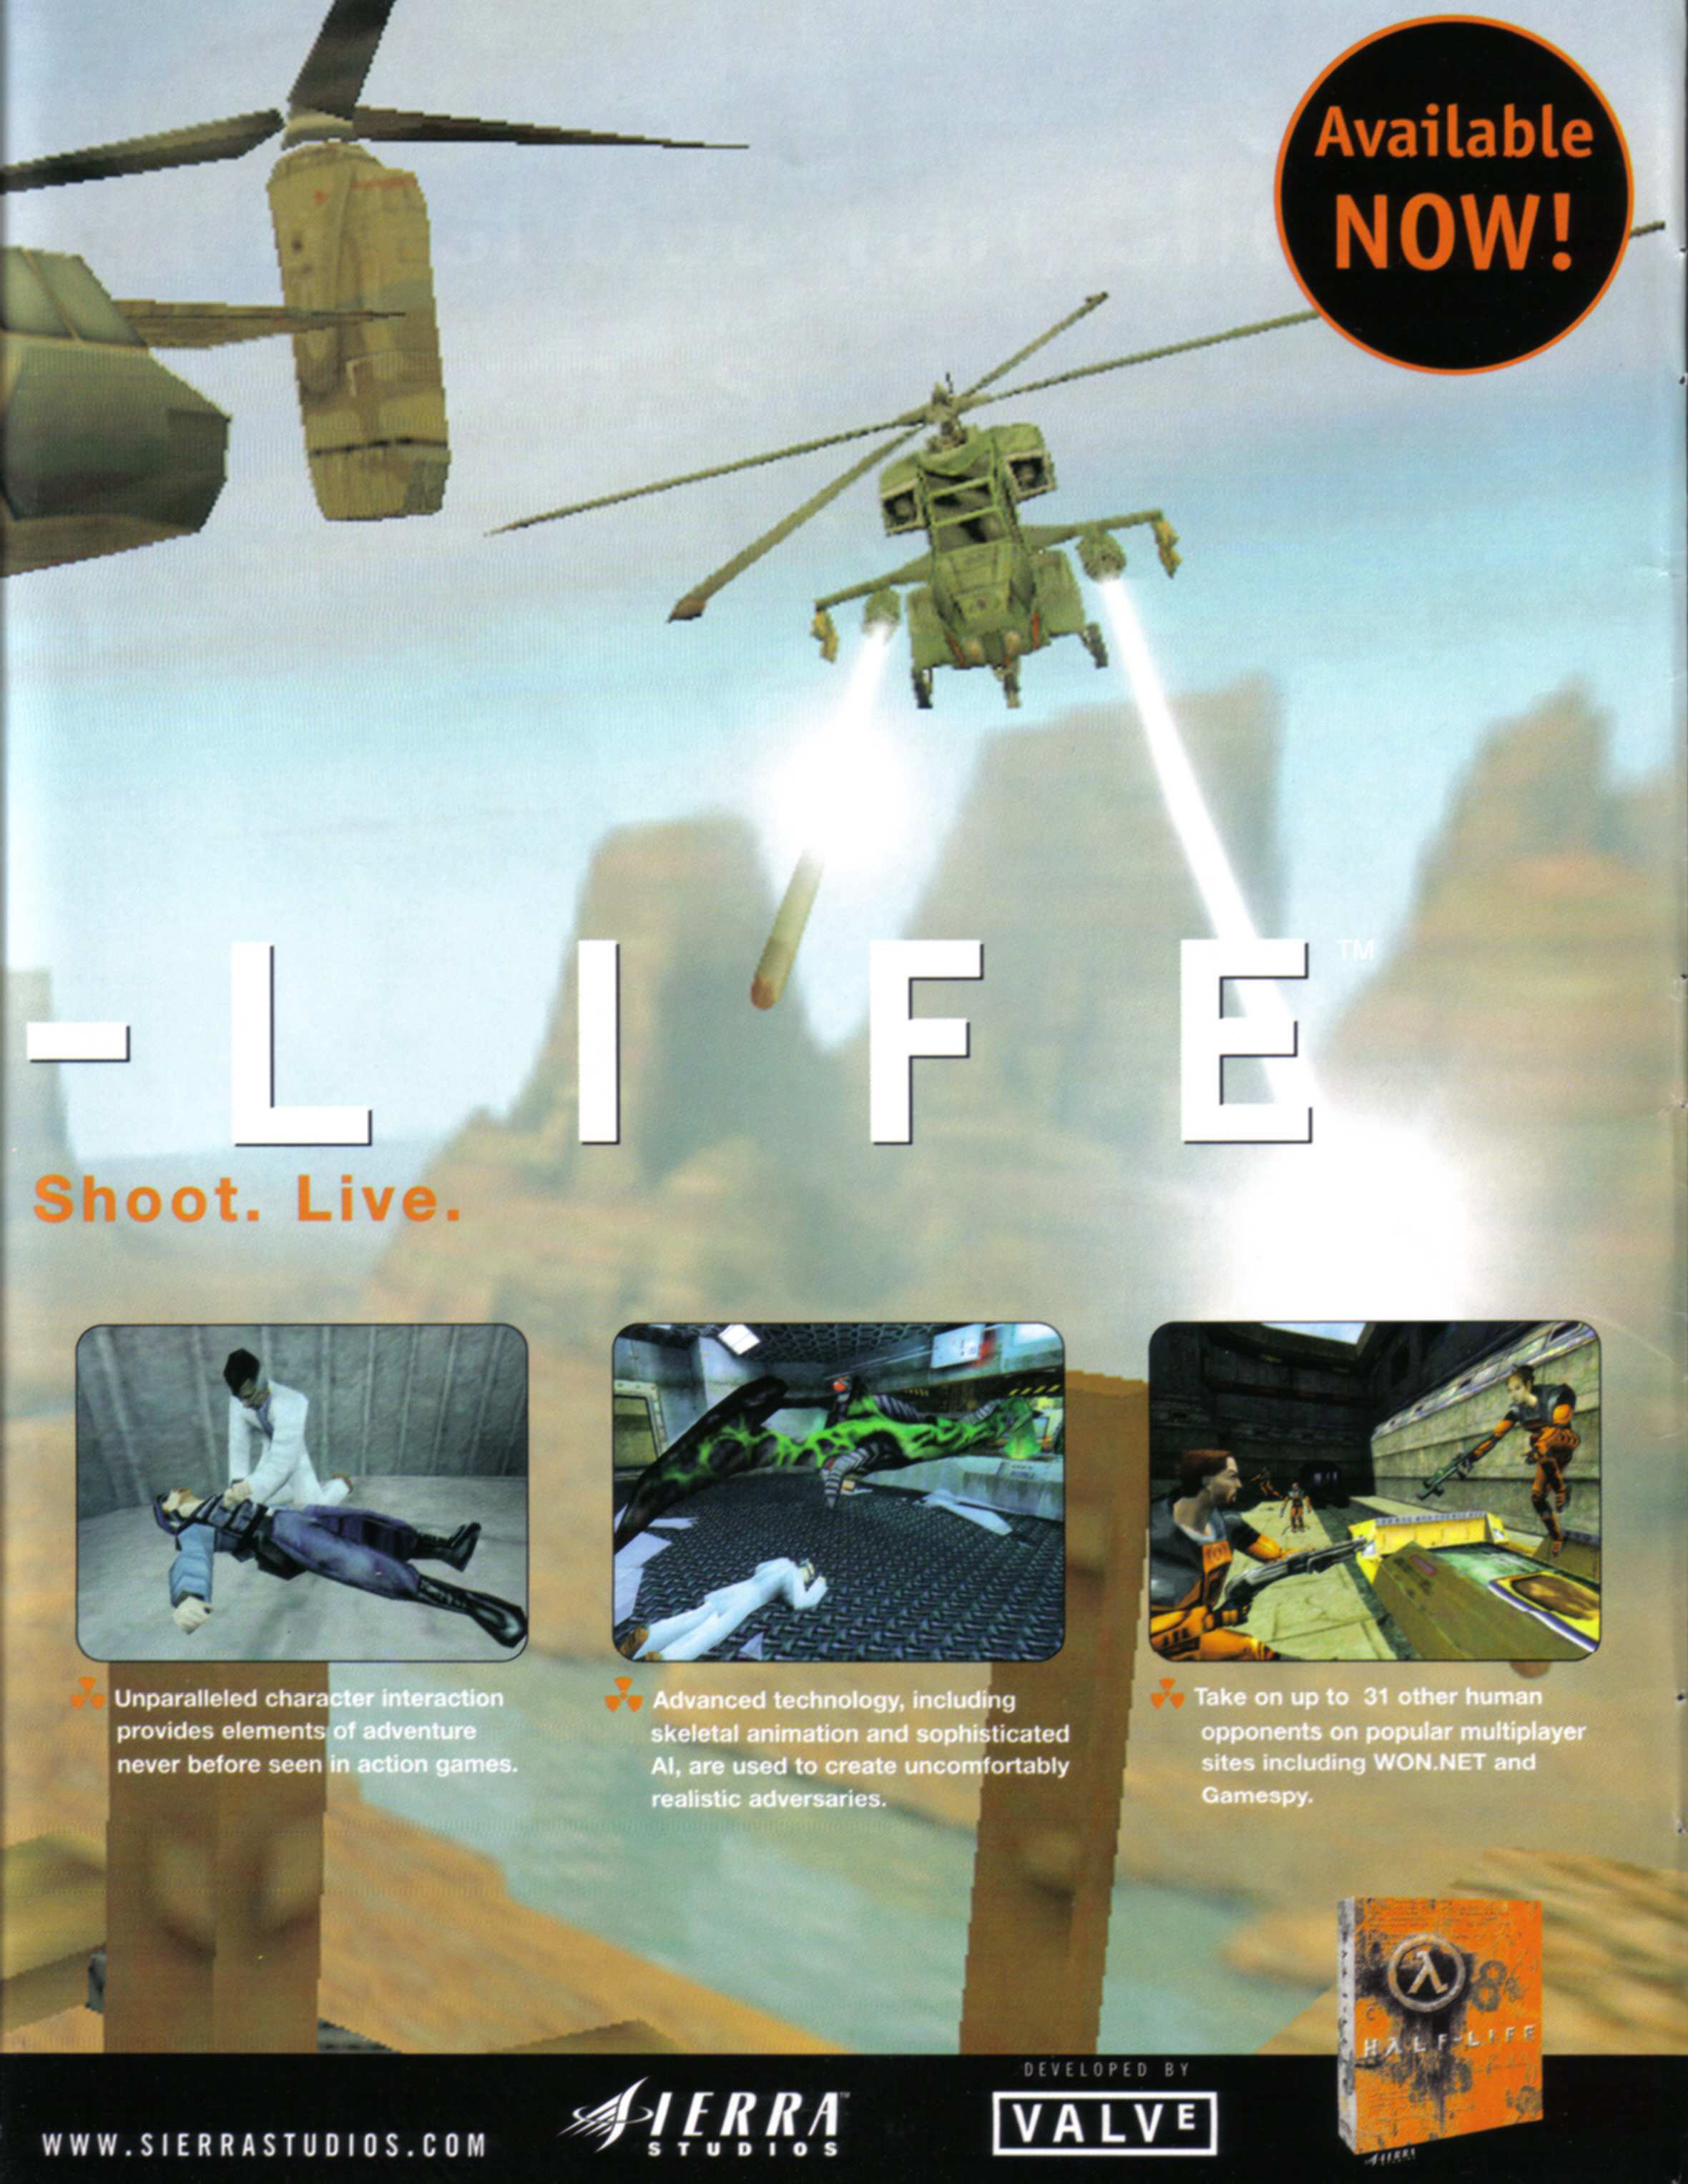 Available
NOW!
-LIFE™
Shoot. Live.
Unparalleled character interaction
provides elements of adventure
never before seen in action games.
Advanced technology, including
skeletal animation and sophisticated
AI, are used to create uncomfortably
realistic adversaries.
Take on up to 31 other human
opponents on popular multiplayer
sites including WON.NET and
Gamespy.
HALF-LIFE
SIERRA
WWW.SIERRASTUDIOS.COM
SIERRA™
STUDIOS
DEVELOPED BY
VALVE